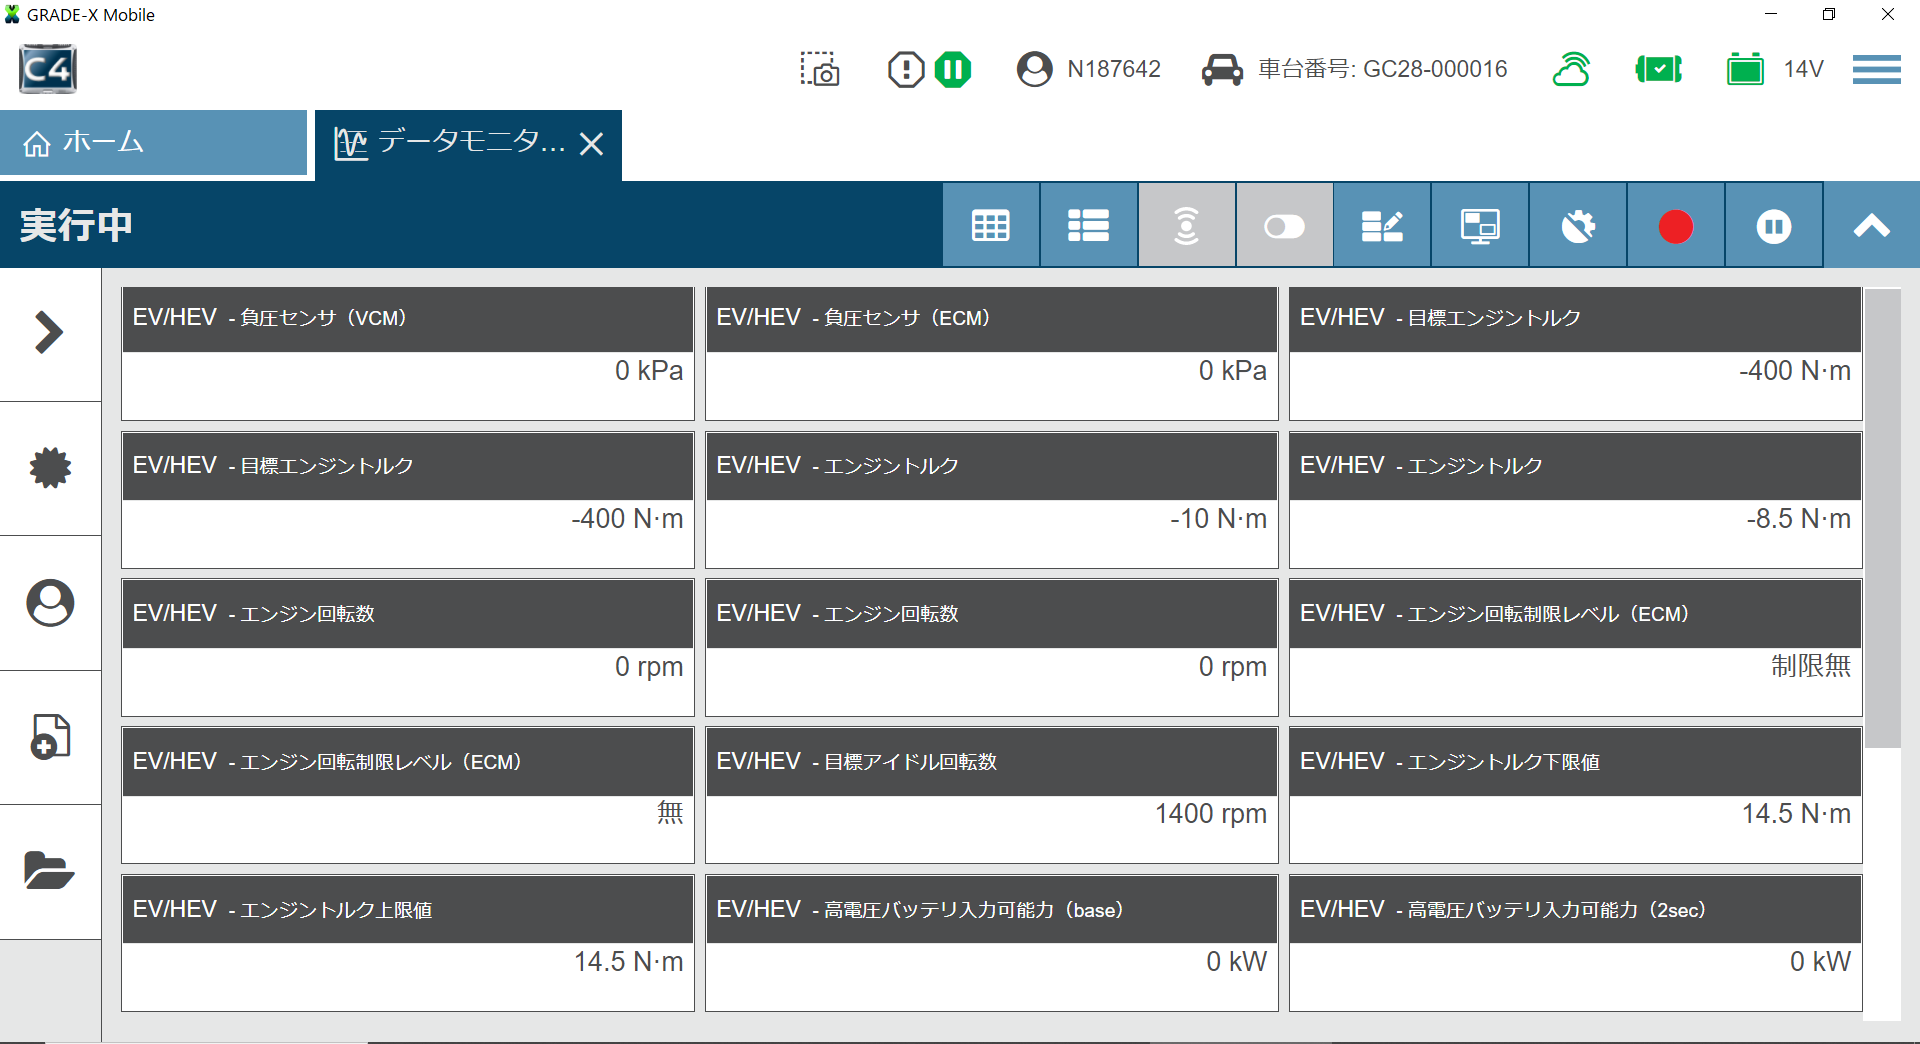 GRADE-X Mobile
C4
N187642
車台番号: GC28-000016
14V
ホーム
データモニタ...
実行中
EV/HEV - 負圧センサ（VCM）
0 kPa
EV/HEV - 負圧センサ（ECM）
0 kPa
EV/HEV - 目標エンジントルク
-400 N·m
EV/HEV - 目標エンジントルク
-400 N·m
EV/HEV - エンジントルク
-10 N·m
EV/HEV - エンジントルク
-8.5 N·m
EV/HEV - エンジン回転数
0 rpm
EV/HEV - エンジン回転数
0 rpm
EV/HEV - エンジン回転制限レベル（ECM）
制限無
EV/HEV - エンジン回転制限レベル（ECM）
無
EV/HEV - 目標アイドル回転数
1400 rpm
EV/HEV - エンジントルク下限値
14.5 N·m
EV/HEV - エンジントルク上限値
14.5 N·m
EV/HEV - 高電圧バッテリ入力可能力（base）
0 kW
EV/HEV - 高電圧バッテリ入力可能力（2sec）
0 kW